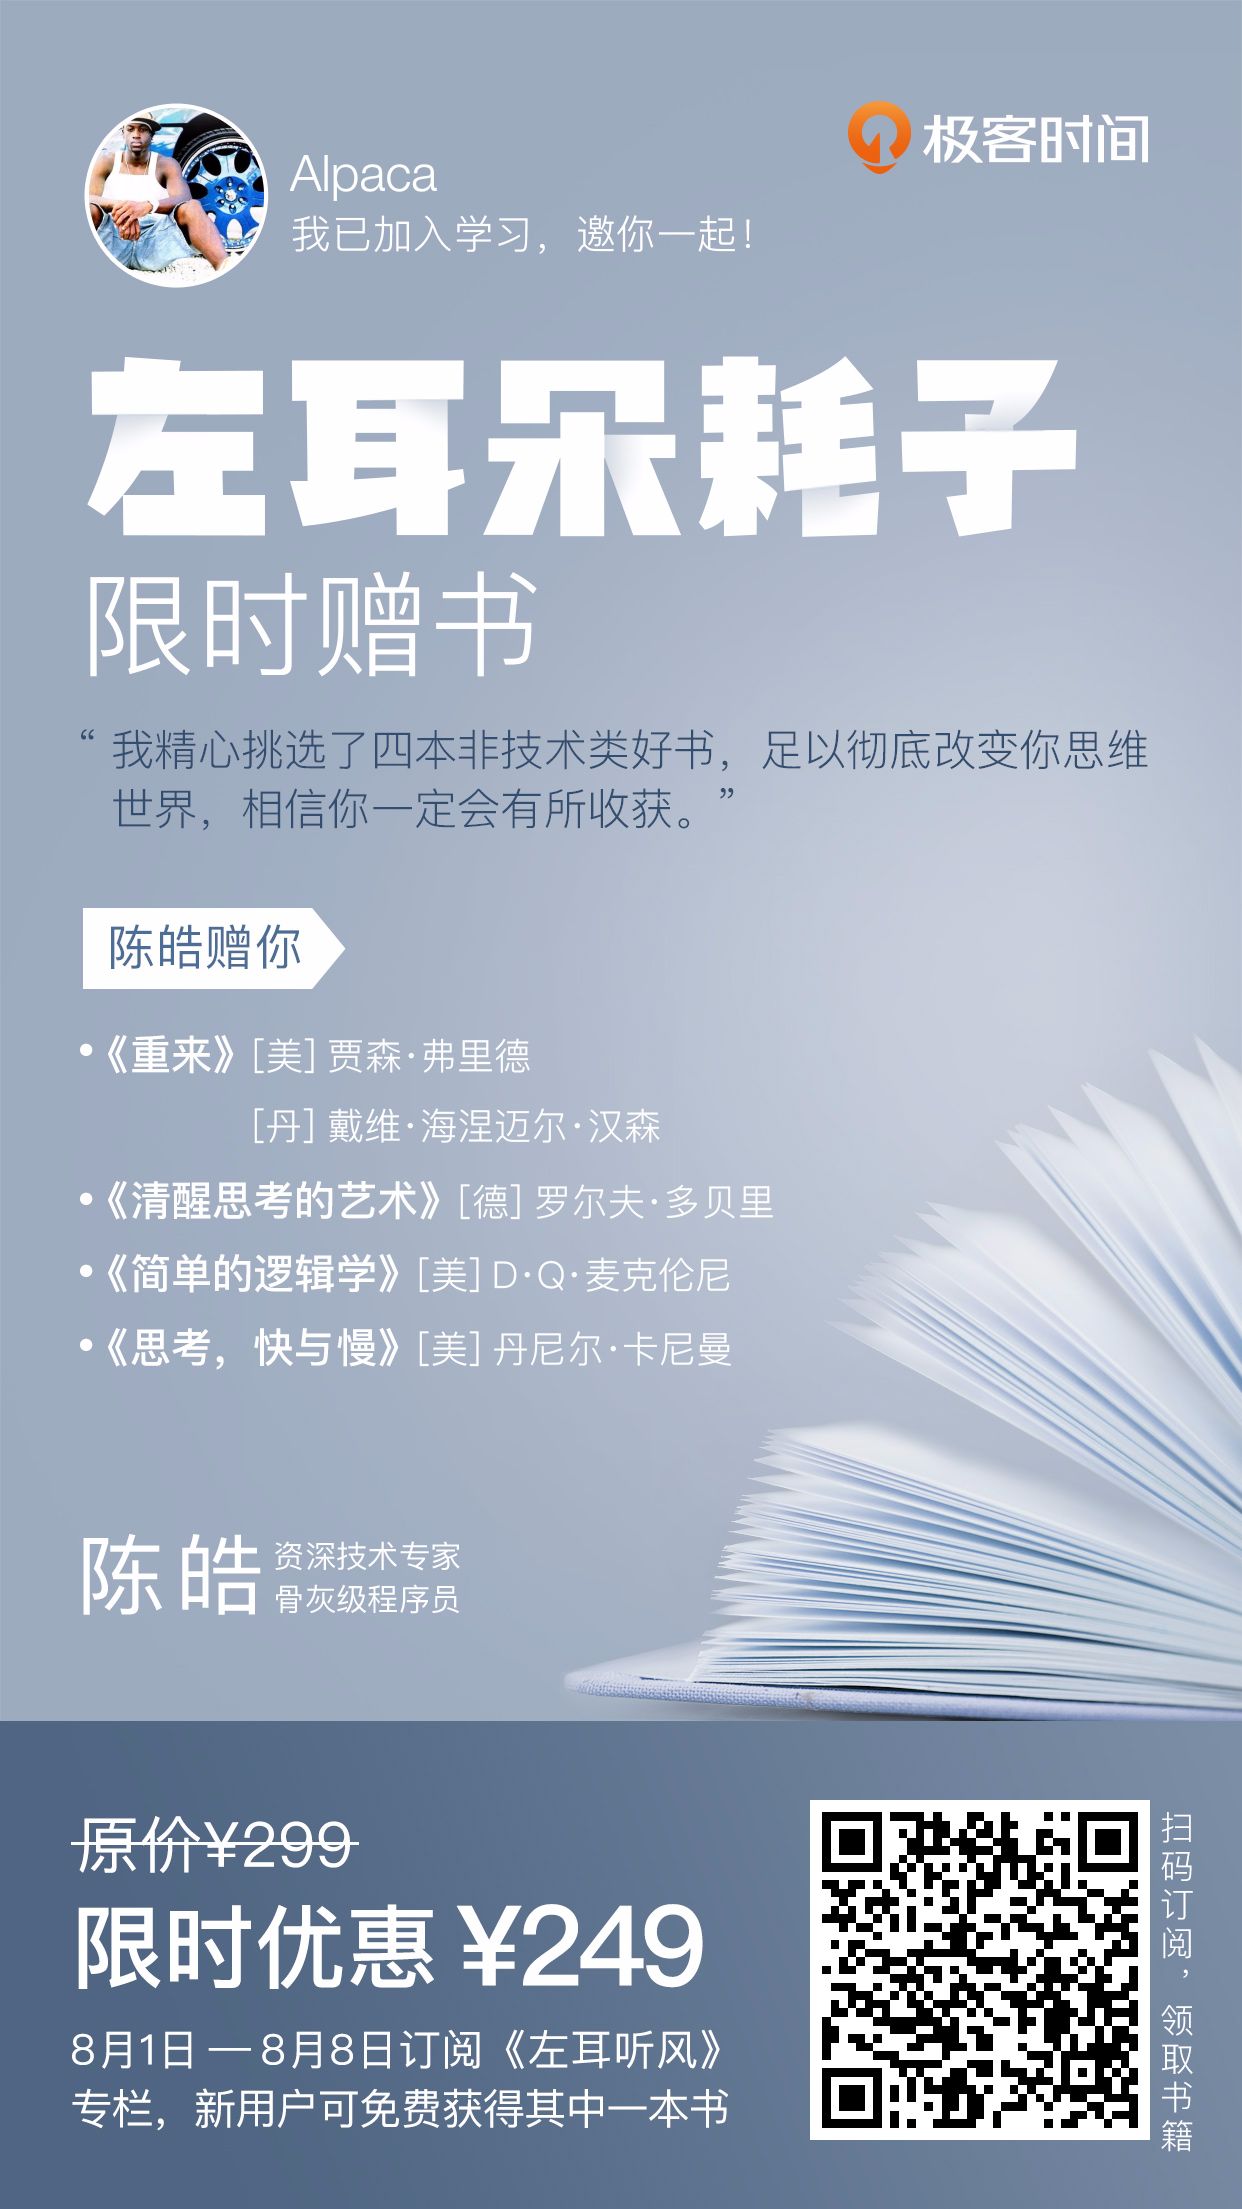 极客时间
Alpaca
我已加入学习，邀你一起！
左耳朵耗子
限时赠书
“我精心挑选了四本非技术类好书，足以彻底改变你思维
世界，相信你一定会有所收获。”
陈皓赠你
•《重来》[美] 贾森·弗里德
[丹] 戴维·海涅迈尔·汉森
•《清醒思考的艺术》[德] 罗尔夫·多贝里
•《简单的逻辑学》[美] D·Q·麦克伦尼
•《思考，快与慢》[美] 丹尼尔·卡尼曼
陈皓
资深技术专家
骨灰级程序员
原价¥299
限时优惠 ¥249
8月1日 — 8月8日订阅《左耳听风》
专栏，新用户可免费获得其中一本书
扫码订阅，领取书籍